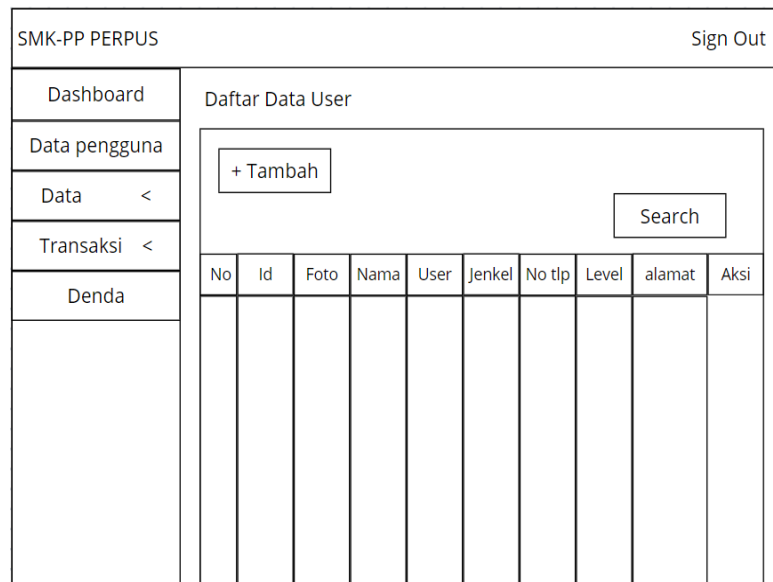 SMK-PP PERPUS Sign Out
Dashboard
Data pengguna
Data <
Transaksi <
Denda
Daftar Data User
+ Tambah
Search
No Id Foto Nama User Jenkel No tlp Level alamat Aksi